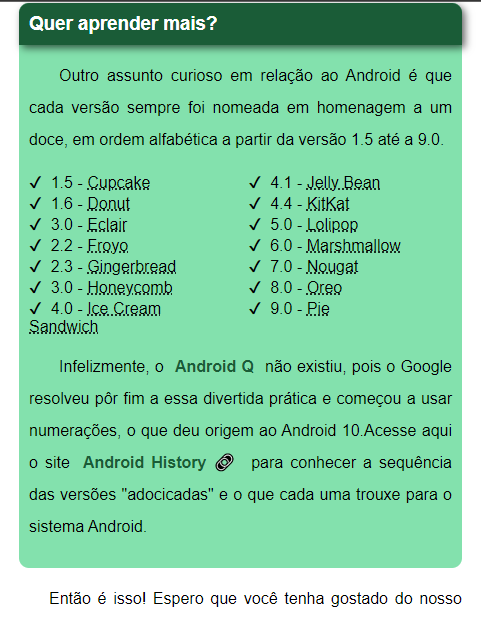 Quer aprender mais?
Outro assunto curioso em relação ao Android é que
cada versão sempre foi nomeada em homenagem a um
doce, em ordem alfabética a partir da versão 1.5 até a 9.0.
✓ 1.5 - Cupcake
✓ 1.6 - Donut
✓ 3.0 - Eclair
✓ 2.2 - Froyo
✓ 2.3 - Gingerbread
✓ 3.0 - Honeycomb
✓ 4.0 - Ice Cream
Sandwich
✓ 4.1 - Jelly Bean
✓ 4.4 - KitKat
✓ 5.0 - Lolipop
✓ 6.0 - Marshmallow
✓ 7.0 - Nougat
✓ 8.0 - Oreo
✓ 9.0 - Pie
Infelizmente, o Android Q não existiu, pois o Google
resolveu pôr fim a essa divertida prática e começou a usar
numerações, o que deu origem ao Android 10.Acesse aqui
o site Android History para conhecer a sequência
das versões "adocicadas" e o que cada uma trouxe para o
sistema Android.
Então é isso! Espero que você tenha gostado do nosso